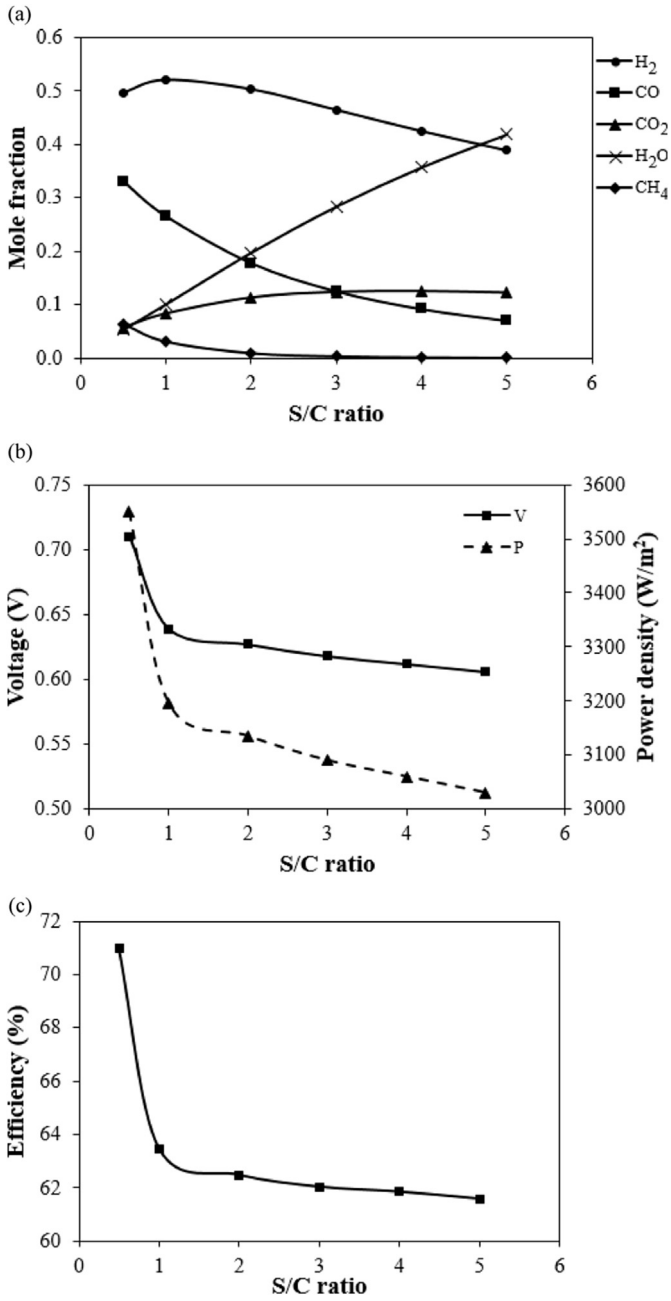 (a)
0.6
0.5
0.4
0.3
0.2
0.1
0.0
Mole fraction
0 1 2 3 4 5 6
S/C ratio
H₂
CO
CO₂
H₂O
CH₄
(b)
0.75
0.70
0.65
0.60
0.55
0.50
Voltage (V)
0 1 2 3 4 5 6
S/C ratio
V
P
3600
3500
3400
3300
3200
3100
3000
Power density (W/m²)
(c)
72
70
68
66
64
62
60
Efficiency (%)
0 1 2 3 4 5 6
S/C ratio